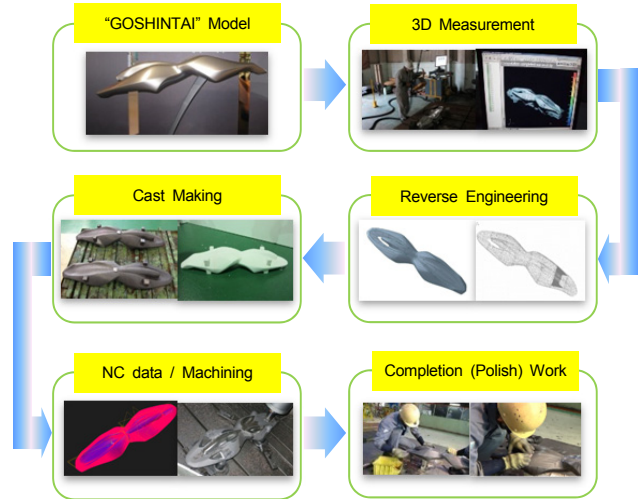 “GOSHINTAI” Model
3D Measurement
Cast Making
Reverse Engineering
NC data / Machining
Completion (Polish) Work